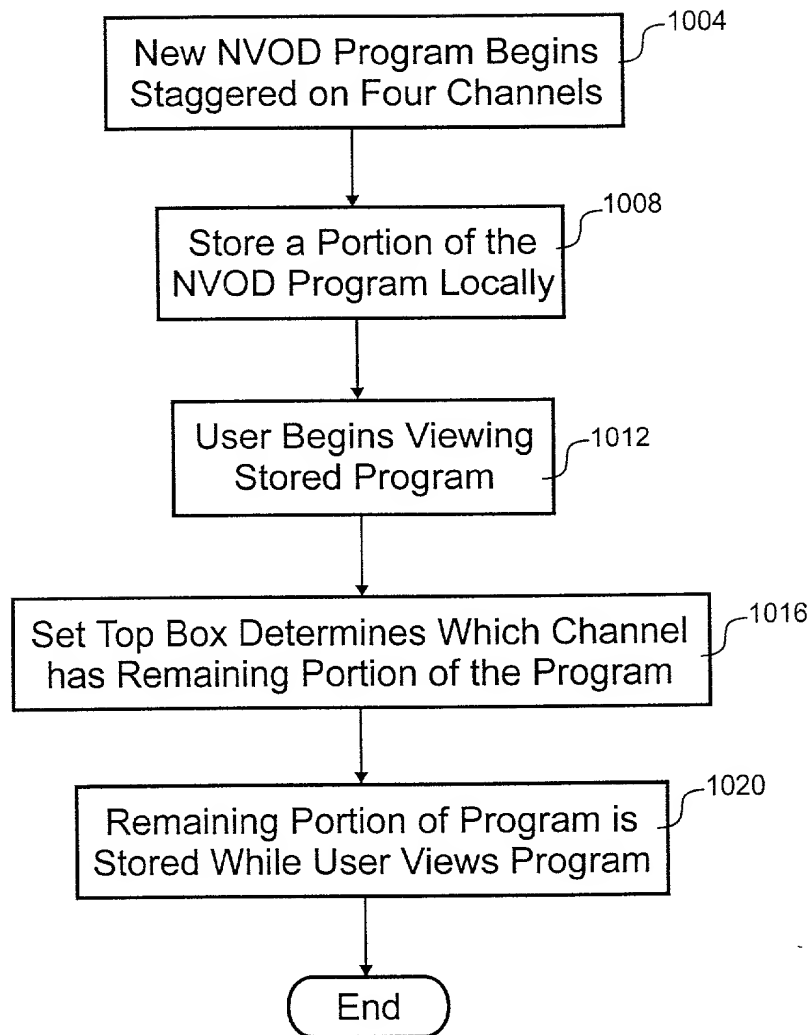 1004
New NVOD Program Begins
Staggered on Four Channels
1008
Store a Portion of the
NVOD Program Locally
1012
User Begins Viewing
Stored Program
1016
Set Top Box Determines Which Channel
has Remaining Portion of the Program
1020
Remaining Portion of Program is
Stored While User Views Program
End